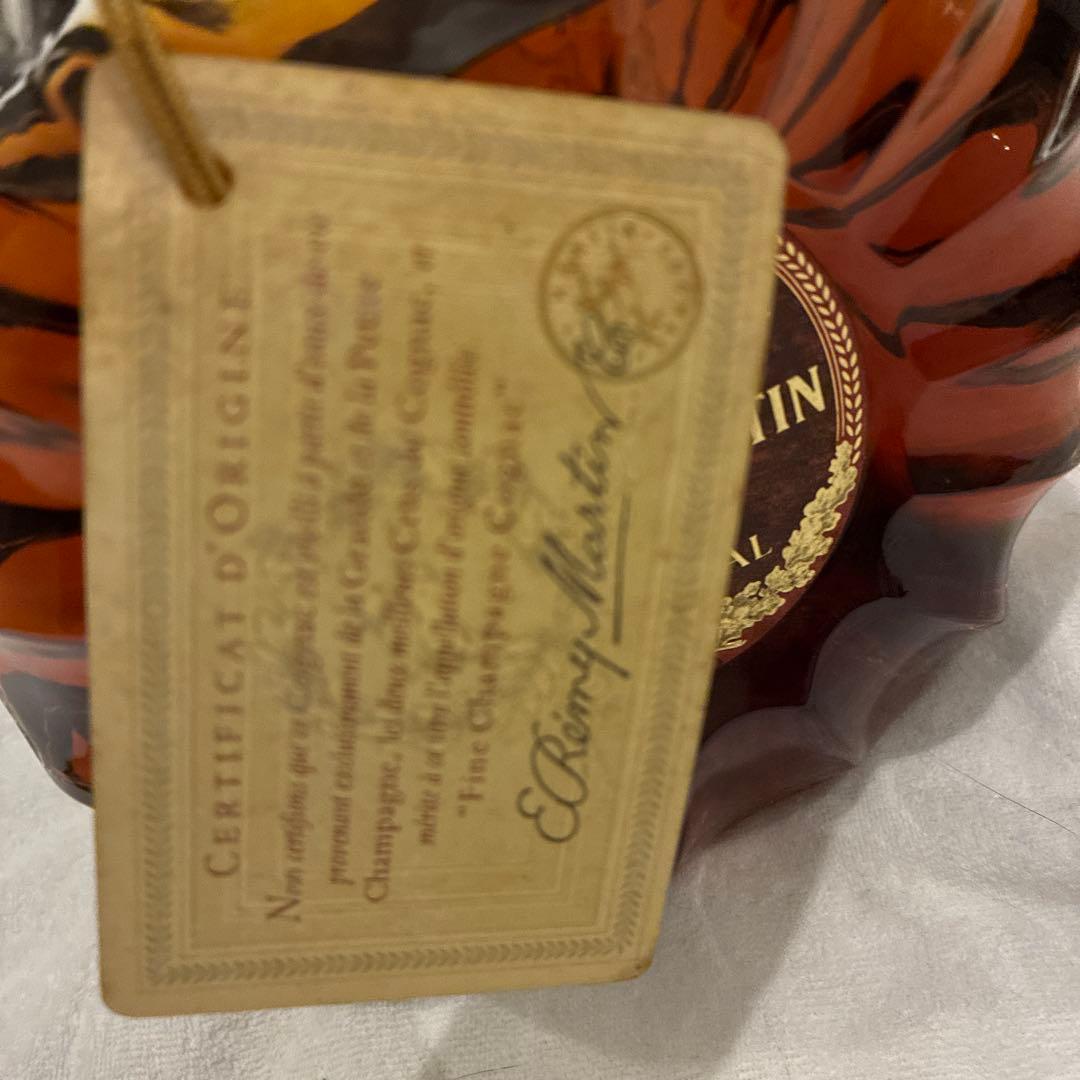 CERTIFICAT D'ORIGINE
Nous certifions que ce Cognac est obtenu à partir d'eaux-de-vie
provenant exclusivement de la Grande et de la Petite
Champagne, les deux meilleurs Crus de Cognac, et
mérite à ce titre l'appellation d'origine contrôlée
"Fine Champagne Cognac"
E. Rémy Martin
TIN
AL